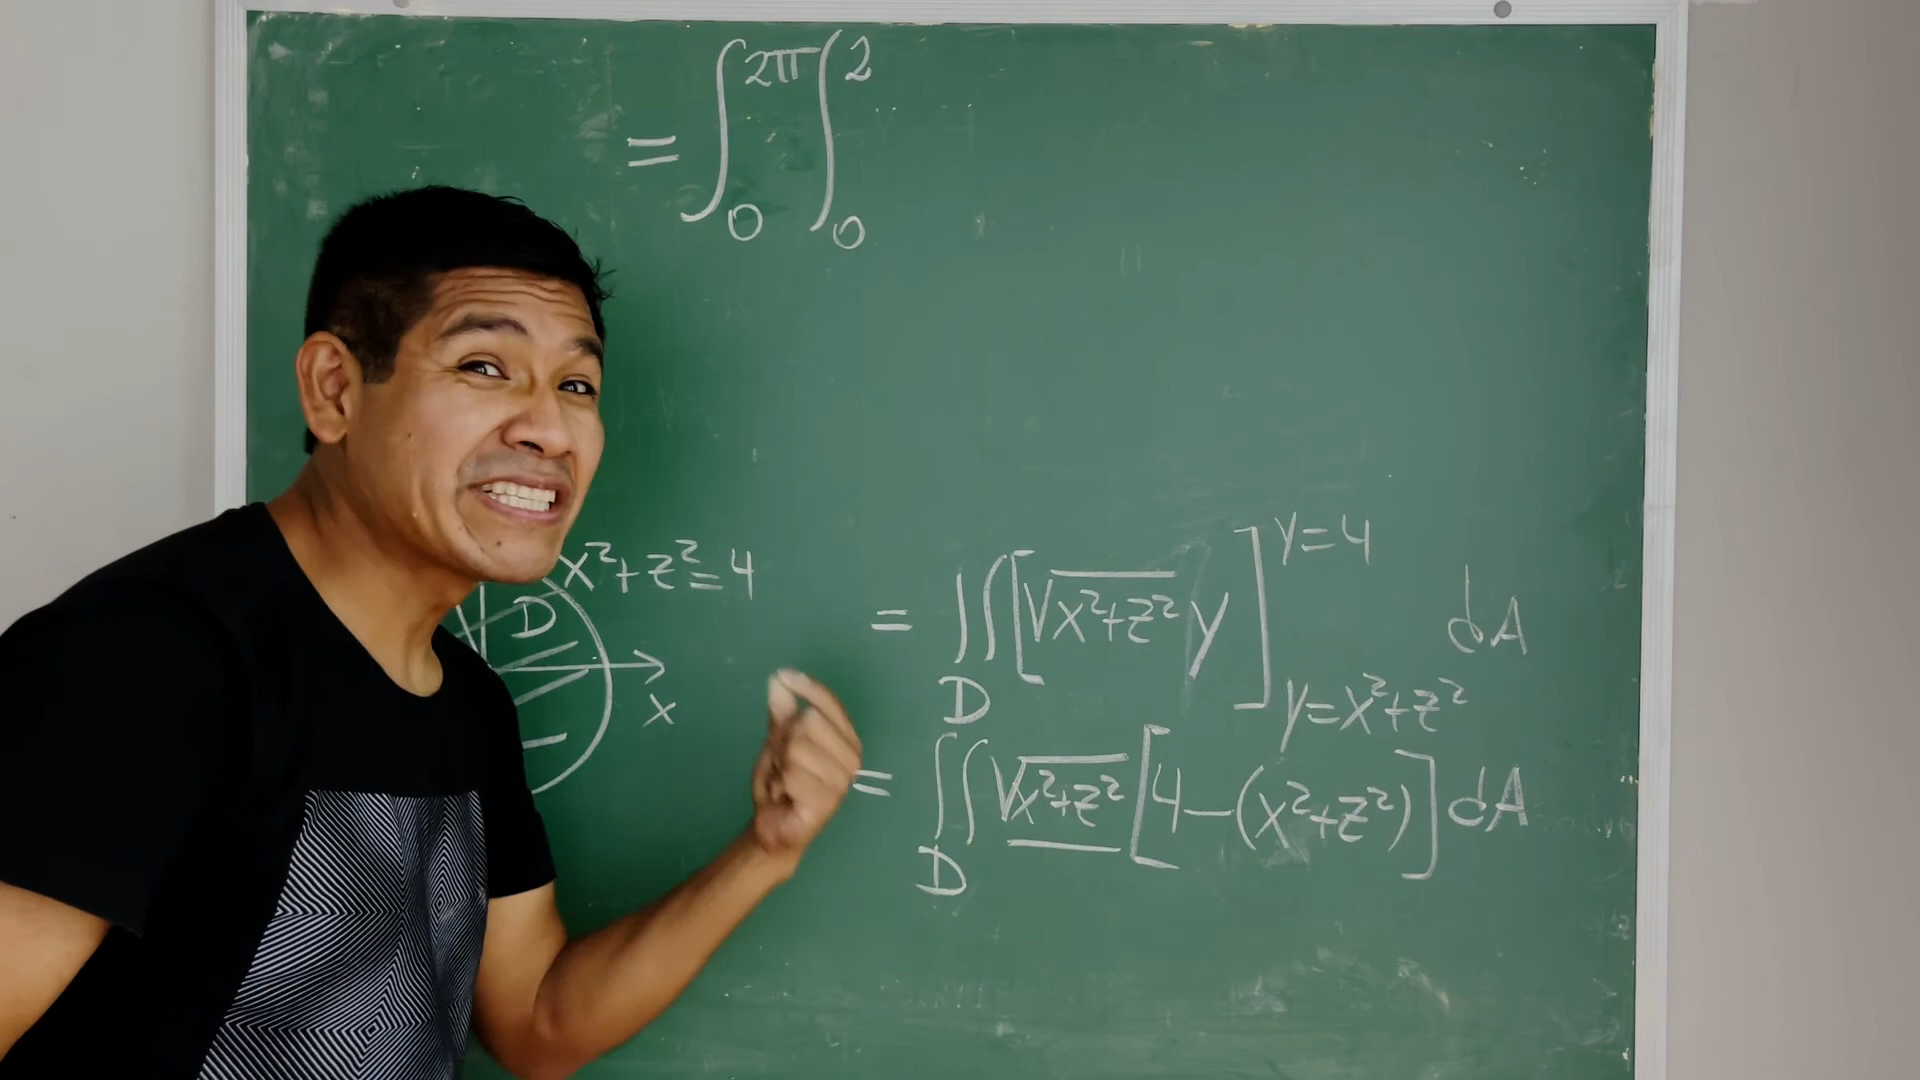 = ∫₀^2π ∫₀^2
x²+z²=4
D
x
= ∬_D [√(x²+z²) y]_{y=x²+z²}^{y=4} dA
= ∬_D √(x²+z²) [4-(x²+z²)] dA